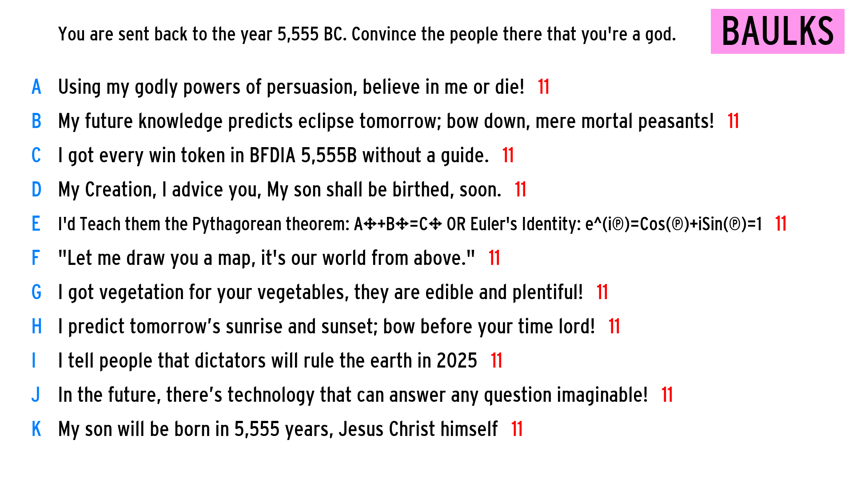 You are sent back to the year 5,555 BC. Convince the people there that you're a god.
BAULKS
A Using my godly powers of persuasion, believe in me or die! 11
B My future knowledge predicts eclipse tomorrow; bow down, mere mortal peasants! 11
C I got every win token in BFDIA 5,555B without a guide. 11
D My Creation, I advice you, My son shall be birthed, soon. 11
E I'd Teach them the Pythagorean theorem: A✢+B✢=C✢ OR Euler's Identity: e^(i℗)=Cos(℗)+iSin(℗)=1 11
F "Let me draw you a map, it's our world from above." 11
G I got vegetation for your vegetables, they are edible and plentiful! 11
H I predict tomorrow’s sunrise and sunset; bow before your time lord! 11
I I tell people that dictators will rule the earth in 2025 11
J In the future, there’s technology that can answer any question imaginable! 11
K My son will be born in 5,555 years, Jesus Christ himself 11